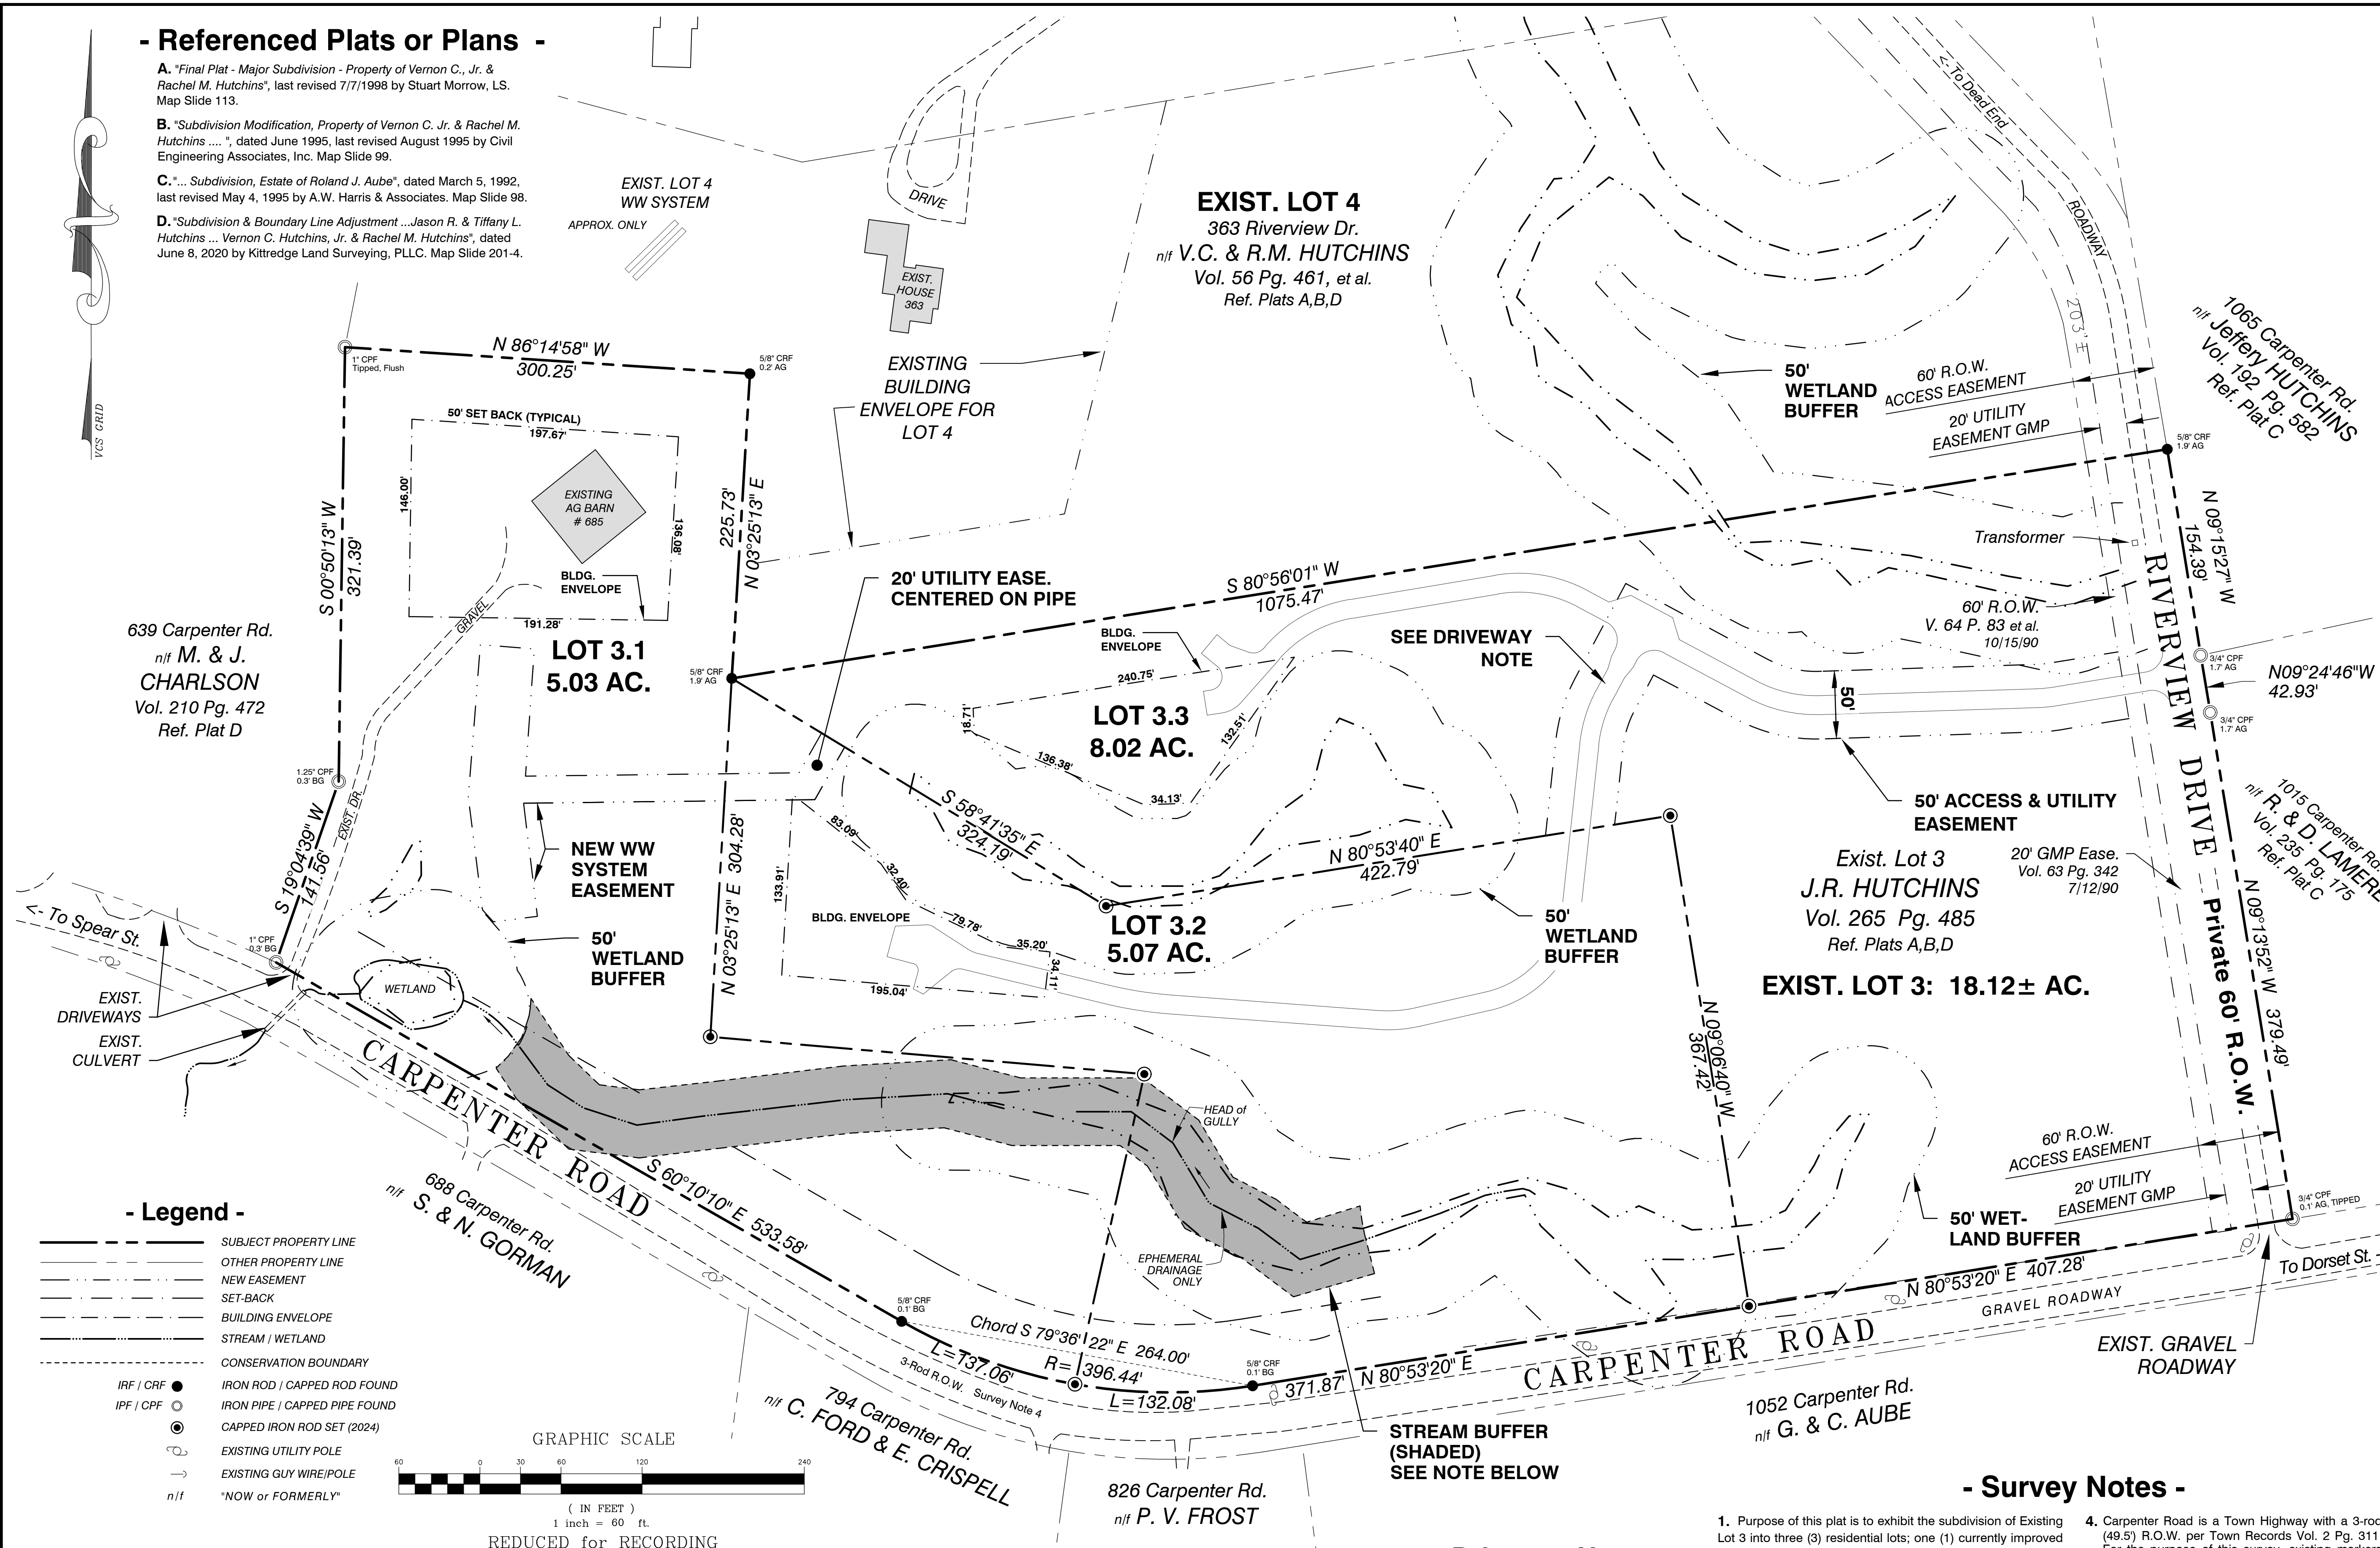 - Referenced Plats or Plans -
A. "Final Plat - Major Subdivision - Property of Vernon C., Jr. &
Rachel M. Hutchins", last revised 7/7/1998 by Stuart Morrow, LS.
Map Slide 113.
B. "Subdivision Modification, Property of Vernon C. Jr. & Rachel M.
Hutchins .... ", dated June 1995, last revised August 1995 by Civil
Engineering Associates, Inc. Map Slide 99.
C."... Subdivision, Estate of Roland J. Aube", dated March 5, 1992,
last revised May 4, 1995 by A.W. Harris & Associates. Map Slide 98.
D. "Subdivision & Boundary Line Adjustment ...Jason R. & Tiffany L.
Hutchins ... Vernon C. Hutchins, Jr. & Rachel M. Hutchins", dated
June 8, 2020 by Kittredge Land Surveying, PLLC. Map Slide 201-4.
VCS GRID
EXIST. LOT 4
WW SYSTEM
APPROX. ONLY
DRIVE
EXIST.
HOUSE
363
EXIST. LOT 4
363 Riverview Dr.
n/f V.C. & R.M. HUTCHINS
Vol. 56 Pg. 461, et al.
Ref. Plats A,B,D
<- To Dead End
ROADWAY
203' ±
1065 Carpenter Rd.
n/f Jeffery HUTCHINS
Vol. 192 Pg. 582
Ref. Plat C
50'
WETLAND
BUFFER
60' R.O.W.
ACCESS EASEMENT
20' UTILITY
EASEMENT GMP
5/8" CRF
1.9' AG
1" CPF
Tipped, Flush
N 86°14'58" W
300.25'
5/8" CRF
0.2' AG
EXISTING
BUILDING
ENVELOPE FOR
LOT 4
50' SET BACK (TYPICAL)
197.67'
146.00'
EXISTING
AG BARN
# 685
136.08'
BLDG.
ENVELOPE
191.28'
S 00°50'13" W
321.39'
225.73'
N 03°25'13" E
GRAVEL
20' UTILITY EASE.
CENTERED ON PIPE
S 80°56'01" W
1075.47'
Transformer
N 09°15'27" W
154.39'
60' R.O.W.
V. 64 P. 83 et al.
10/15/90
3/4" CPF
1.7' AG
N09°24'46"W
42.93'
3/4" CPF
1.7' AG
639 Carpenter Rd.
n/f M. & J.
CHARLSON
Vol. 210 Pg. 472
Ref. Plat D
LOT 3.1
5.03 AC.
5/8" CRF
1.9' AG
BLDG.
ENVELOPE
240.75'
SEE DRIVEWAY
NOTE
18.71'
LOT 3.3
8.02 AC.
132.51'
136.38'
34.13'
50'
RIVERVIEW DRIVE
Private 60' R.O.W.
50' ACCESS & UTILITY
EASEMENT
1.25" CPF
0.3' BG
EXIST. DR.
S 19°04'39" W
141.56'
NEW WW
SYSTEM
EASEMENT
N 03°25'13" E 304.28'
83.09'
133.91'
32.40'
S 58°41'35" E
324.19'
N 80°53'40" E
422.79'
Exist. Lot 3
J.R. HUTCHINS
Vol. 265 Pg. 485
Ref. Plats A,B,D
EXIST. LOT 3: 18.12± AC.
20' GMP Ease.
Vol. 63 Pg. 342
7/12/90
1015 Carpenter Rd.
n/f R. & D. LAMERE
Vol. 235 Pg. 175
Ref. Plat C
N 09°13'52" W 379.49'
<- To Spear St.
1" CPF
0.3' BG
50'
WETLAND
BUFFER
BLDG. ENVELOPE
79.78'
35.20'
34.11'
195.04'
LOT 3.2
5.07 AC.
50'
WETLAND
BUFFER
WETLAND
EXIST.
DRIVEWAYS
EXIST.
CULVERT
CARPENTER ROAD
N 09°06'40" W
367.42'
HEAD of
GULLY
EPHEMERAL
DRAINAGE
ONLY
60' R.O.W.
ACCESS EASEMENT
20' UTILITY
EASEMENT GMP
50' WET-
LAND BUFFER
3/4" CPF
0.1' AG, TIPPED
To Dorset St.
S 60°10'10" E 533.58'
688 Carpenter Rd.
n/f S. & N. GORMAN
5/8" CRF
0.1' BG
Chord S 79°36'22" E 264.00'
L=137.06'
R= 396.44'
3-Rod R.O.W. Survey Note 4
L=132.08'
5/8" CRF
0.1' BG
371.87' N 80°53'20" E
N 80°53'20" E 407.28'
GRAVEL ROADWAY
CARPENTER ROAD
EXIST. GRAVEL
ROADWAY
1052 Carpenter Rd.
n/f G. & C. AUBE
794 Carpenter Rd.
n/f C. FORD & E. CRISPELL
826 Carpenter Rd.
n/f P. V. FROST
STREAM BUFFER
(SHADED)
SEE NOTE BELOW
- Legend -
SUBJECT PROPERTY LINE
OTHER PROPERTY LINE
NEW EASEMENT
SET-BACK
BUILDING ENVELOPE
STREAM / WETLAND
CONSERVATION BOUNDARY
IRF / CRF IRON ROD / CAPPED ROD FOUND
IPF / CPF IRON PIPE / CAPPED PIPE FOUND
CAPPED IRON ROD SET (2024)
EXISTING UTILITY POLE
EXISTING GUY WIRE/POLE
n/f "NOW or FORMERLY"
GRAPHIC SCALE
60 0 30 60 120 240
( IN FEET )
1 inch = 60 ft.
REDUCED for RECORDING
- Survey Notes -
1. Purpose of this plat is to exhibit the subdivision of Existing
Lot 3 into three (3) residential lots; one (1) currently improved
4. Carpenter Road is a Town Highway with a 3-rod
(49.5') R.O.W. per Town Records Vol. 2 Pg. 311